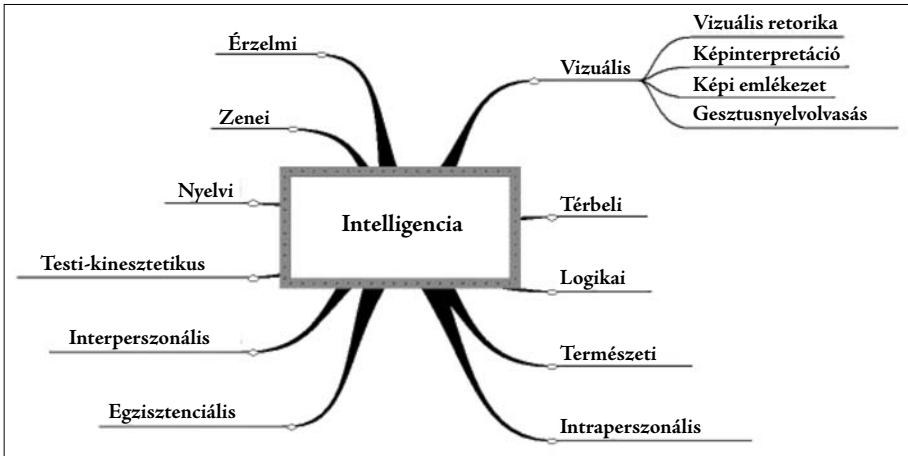 Érzelmi
Zenei
Nyelvi
Testi-kinesztetikus
Interperszonális
Egzisztenciális
Intelligencia
Vizuális
Vizuális retorika
Képinterpretáció
Képi emlékezet
Gesztusnyelvolvasás
Térbeli
Logikai
Természeti
Intraperszonális